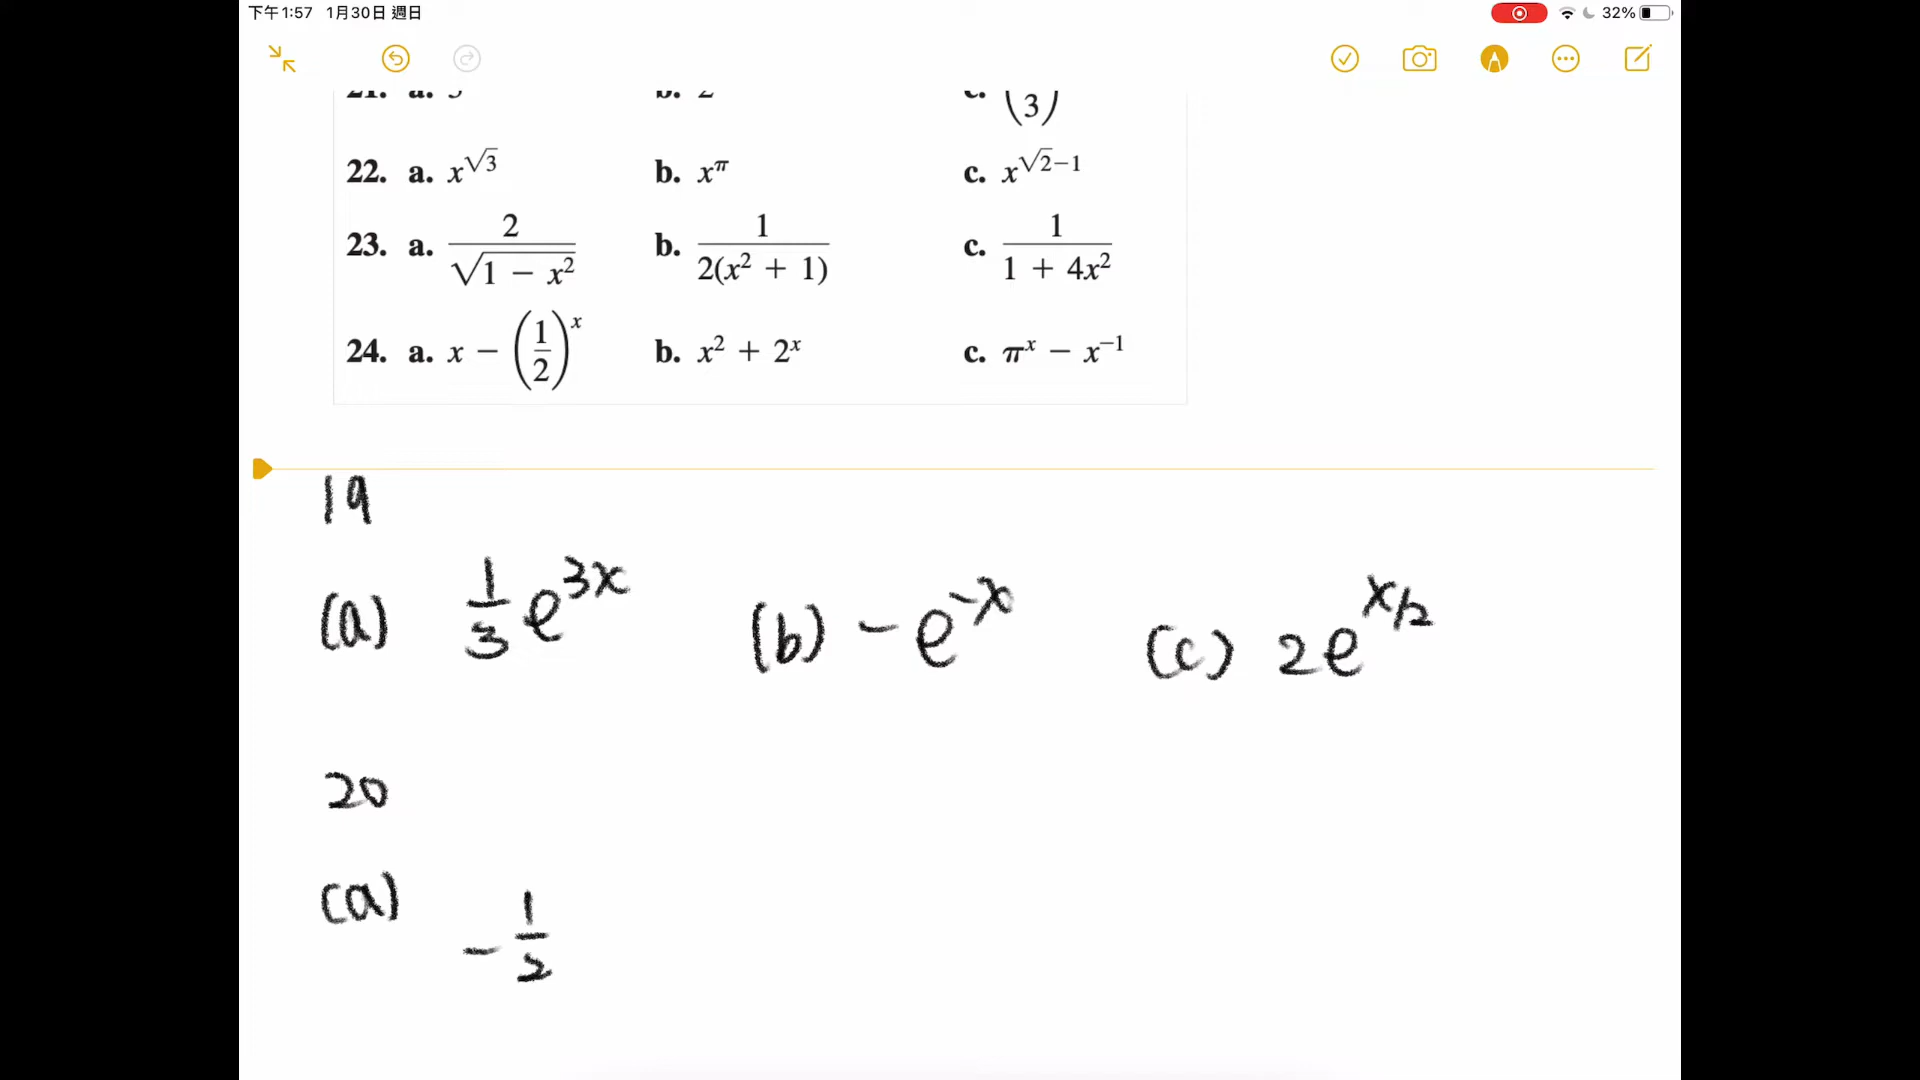 下午1:57 1月30日 週日 32%
3
22. a. x^√3 b. x^π c. x^(√2−1)
23. a. 2/√(1 − x²) b. 1/(2(x² + 1)) c. 1/(1 + 4x²)
24. a. x − (1/2)^x b. x² + 2^x c. π^x − x^−1
19
(a) 1/3 e^3x (b) −e^−x (c) 2e^x/2
20
(a) − 1/2